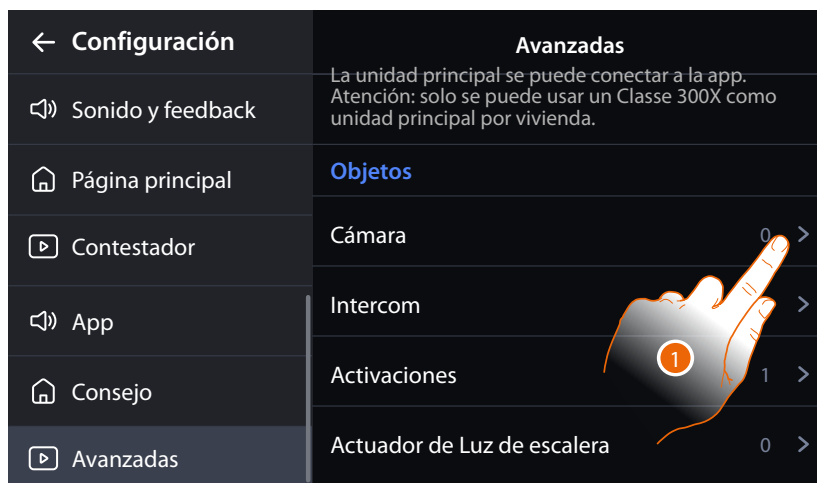 Configuración
Sonido y feedback
Página principal
Contestador
App
Consejo
Avanzadas
Avanzadas
La unidad principal se puede conectar a la app.
Atención: solo se puede usar un Classe 300X como
unidad principal por vivienda.
Objetos
Cámara 0
Intercom
Activaciones 1
Actuador de Luz de escalera 0
1